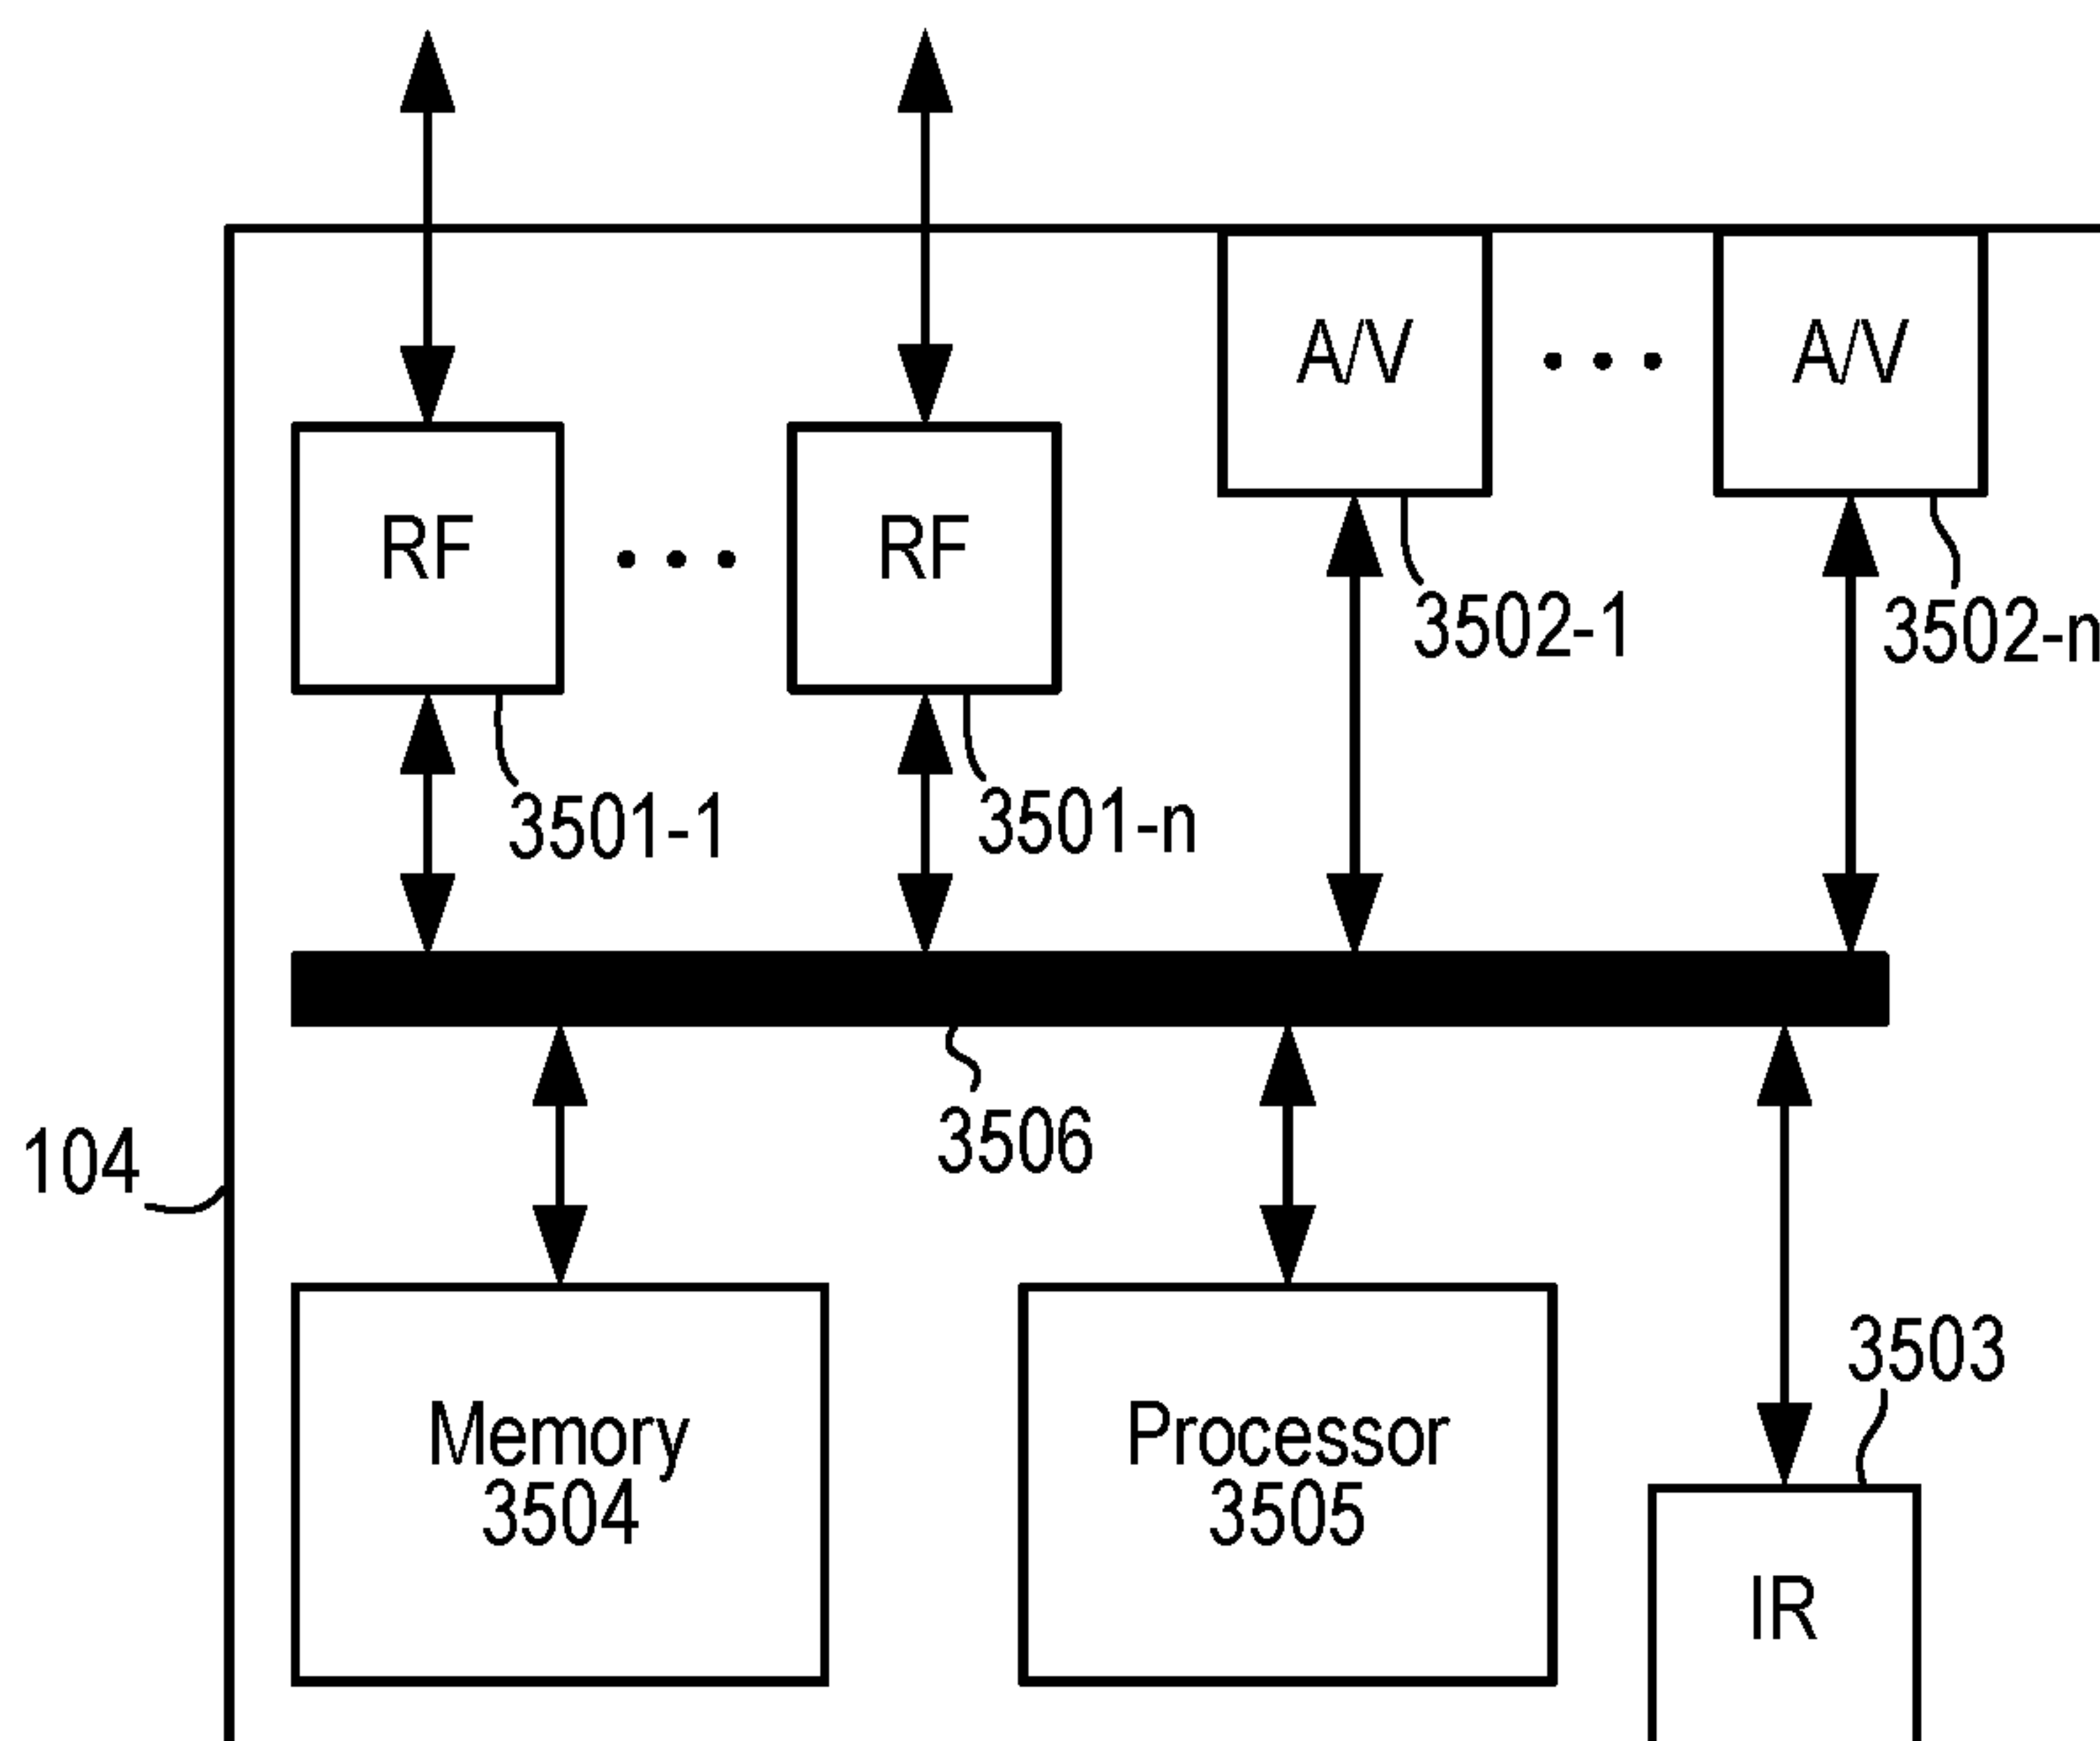 A/V
A/V
RF
RF
3502-1
3502-n
3501-1
3501-n
3506
104
3503
Memory
3504
Processor
3505
IR